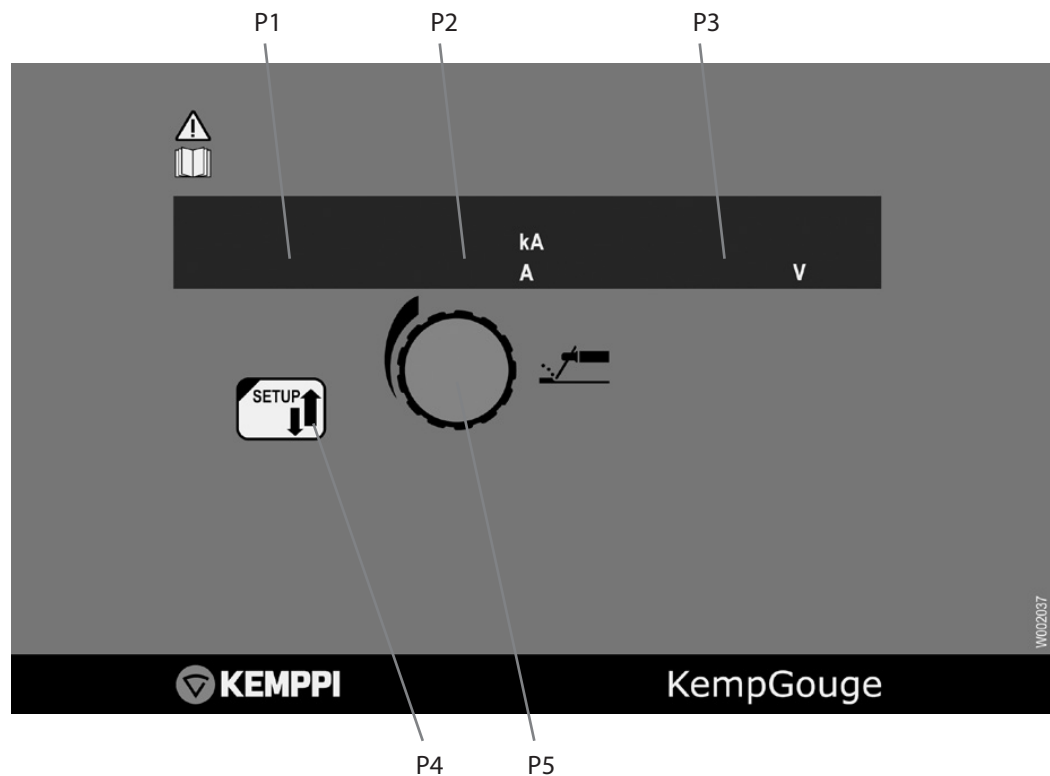 P1 P2 P3
kA
A V
SETUP
W002037
KEMPPI KempGouge
P4 P5